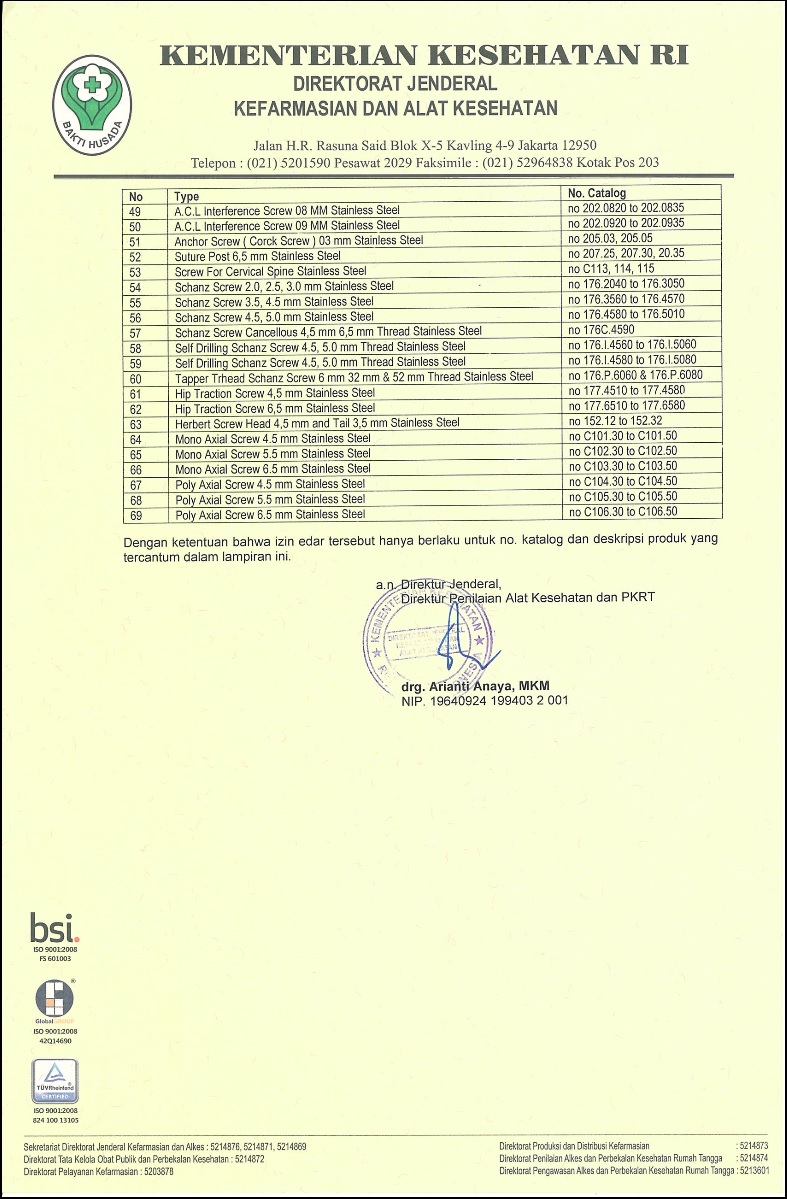 KEMENTERIAN KESEHATAN RI
DIREKTORAT JENDERAL
KEFARMASIAN DAN ALAT KESEHATAN
BAKTI HUSADA
Jalan H.R. Rasuna Said Blok X-5 Kavling 4-9 Jakarta 12950
Telepon : (021) 5201590 Pesawat 2029 Faksimile : (021) 52964838 Kotak Pos 203
No Type No. Catalog
49 A.C.L Interference Screw 08 MM Stainless Steel no 202.0820 to 202.0835
50 A.C.L Interference Screw 09 MM Stainless Steel no 202.0920 to 202.0935
51 Anchor Screw ( Corck Screw ) 03 mm Stainless Steel no 205.03, 205.05
52 Suture Post 6,5 mm Stainless Steel no 207.25, 207.30, 20.35
53 Screw For Cervical Spine Stainless Steel no C113, 114, 115
54 Schanz Screw 2.0, 2.5, 3.0 mm Stainless Steel no 176.2040 to 176.3050
55 Schanz Screw 3.5, 4.5 mm Stainless Steel no 176.3560 to 176.4570
56 Schanz Screw 4.5, 5.0 mm Stainless Steel no 176.4580 to 176.5010
57 Schanz Screw Cancellous 4,5 mm 6,5 mm Thread Stainless Steel no 176C.4590
58 Self Drilling Schanz Screw 4.5, 5.0 mm Thread Stainless Steel no 176.I.4560 to 176.I.5060
59 Self Drilling Schanz Screw 4.5, 5.0 mm Thread Stainless Steel no 176.I.4580 to 176.I.5080
60 Tapper Trhead Schanz Screw 6 mm 32 mm & 52 mm Thread Stainless Steel no 176.P.6060 & 176.P.6080
61 Hip Traction Screw 4,5 mm Stainless Steel no 177.4510 to 177.4580
62 Hip Traction Screw 6,5 mm Stainless Steel no 177.6510 to 177.6580
63 Herbert Screw Head 4,5 mm and Tail 3,5 mm Stainless Steel no 152.12 to 152.32
64 Mono Axial Screw 4.5 mm Stainless Steel no C101.30 to C101.50
65 Mono Axial Screw 5.5 mm Stainless Steel no C102.30 to C102.50
66 Mono Axial Screw 6.5 mm Stainless Steel no C103.30 to C103.50
67 Poly Axial Screw 4.5 mm Stainless Steel no C104.30 to C104.50
68 Poly Axial Screw 5.5 mm Stainless Steel no C105.30 to C105.50
69 Poly Axial Screw 6.5 mm Stainless Steel no C106.30 to C106.50
Dengan ketentuan bahwa izin edar tersebut hanya berlaku untuk no. katalog dan deskripsi produk yang
tercantum dalam lampiran ini.
a.n. Direktur Jenderal,
Direktur Penilaian Alat Kesehatan dan PKRT
drg. Arianti Anaya, MKM
NIP. 19640924 199403 2 001
bsi.
ISO 9001:2008
FS 601003
GlobalGROUP
ISO 9001:2008
42Q14690
TÜVRheinland
CERTIFIED
ISO 9001:2008
824 100 13105
Sekretariat Direktorat Jenderal Kefarmasian dan Alkes : 5214876, 5214871, 5214869
Direktorat Tata Kelola Obat Publik dan Perbekalan Kesehatan : 5214872
Direktorat Pelayanan Kefarmasian : 5203878
Direktorat Produksi dan Distribusi Kefarmasian : 5214873
Direktorat Penilaian Alkes dan Perbekalan Kesehatan Rumah Tangga : 5214874
Direktorat Pengawasan Alkes dan Perbekalan Kesehatan Rumah Tangga : 5213601